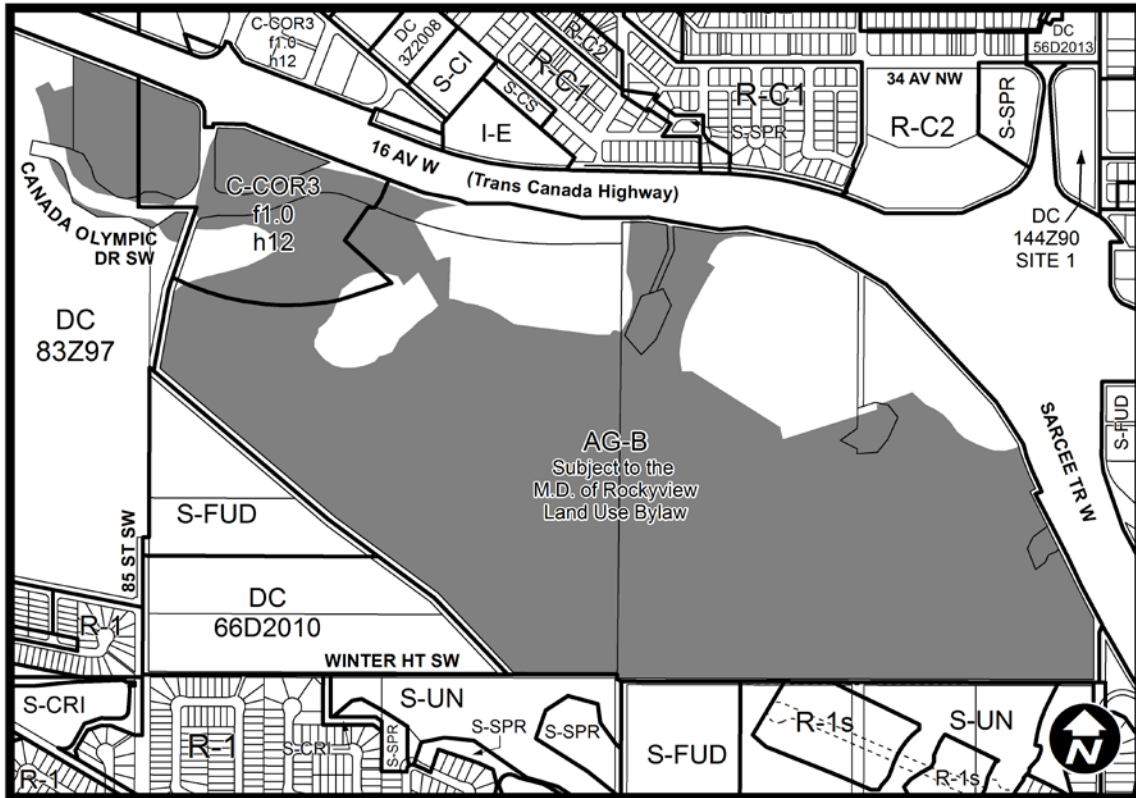 C-COR3
f1.0
h12
DC
3Z2008
S-CI
R-C2
R-C1
S-CS
I-E
S-SPR
R-C1
34 AV NW
R-C2
S-SPR
DC
56D2013
16 AV W
(Trans Canada Highway)
DC
144Z90
SITE 1
CANADA OLYMPIC
DR SW
C-COR3
f1.0
h12
DC
83Z97
S-FUD
SARCEE TR W
AG-B
Subject to the
M.D. of Rockyview
Land Use Bylaw
S-FUD
85 ST SW
DC
66D2010
R-1
WINTER HT SW
S-CRI
R-1
S-CRI
S-SPR
S-UN
S-SPR
S-SPR
S-FUD
R-1s
S-UN
R-1s
R-1
N